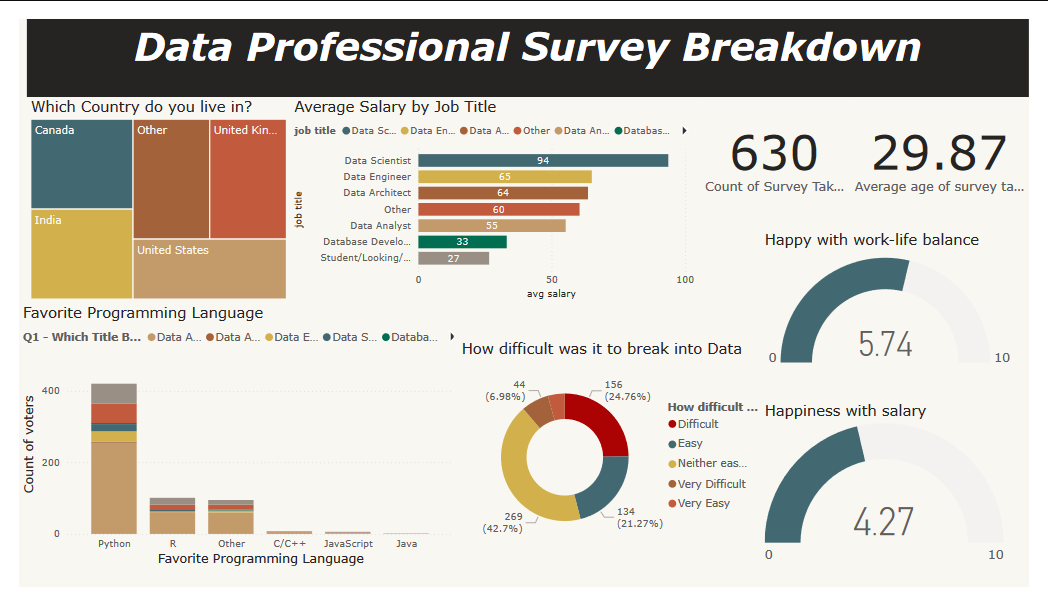 Data Professional Survey Breakdown
Which Country do you live in?
Canada
Other
United Kin...
India
United States
Average Salary by Job Title
job title Data Sc... Data En... Data A... Other Data An... Databas...
job title
Data Scientist 94
Data Engineer 65
Data Architect 64
Other 60
Data Analyst 55
Database Develo... 33
Student/Looking/... 27
0 50 100
avg salary
630
Count of Survey Tak...
29.87
Average age of survey ta...
Happy with work-life balance
5.74
0 10
Favorite Programming Language
Q1 - Which Title B... Data A... Data A... Data E... Data S... Databa...
Count of voters
400
200
0
Python R Other C/C++ JavaScript Java
Favorite Programming Language
How difficult was it to break into Data
44
(6.98%)
156
(24.76%)
269
(42.7%)
134
(21.27%)
How difficult ...
Difficult
Easy
Neither eas...
Very Difficult
Very Easy
Happiness with salary
4.27
0 10